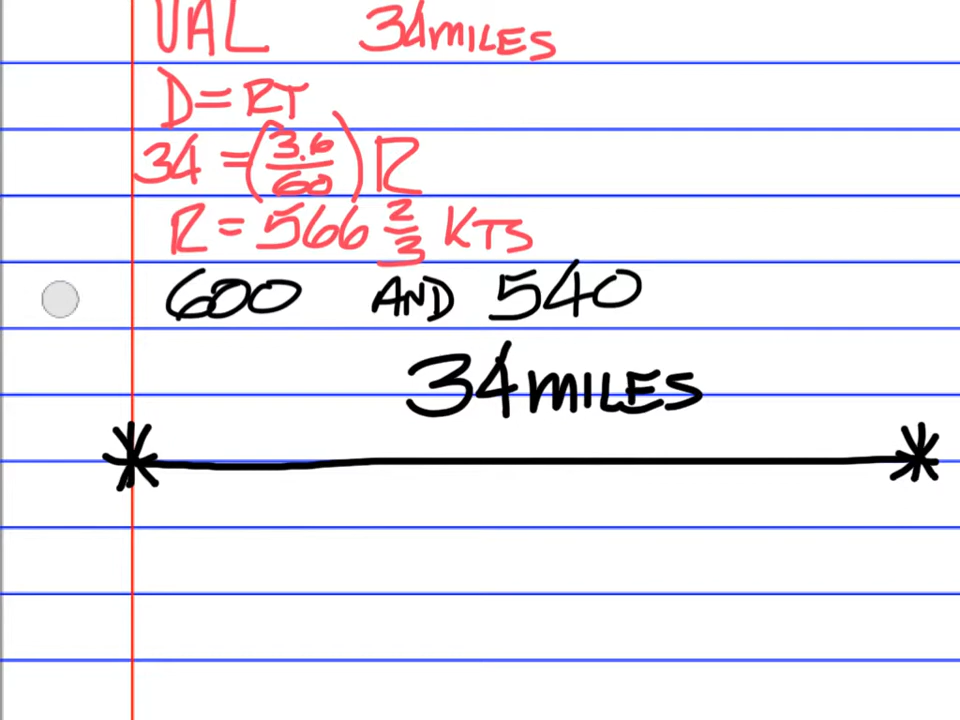 UAL 34MILES
D=RT
34 = (3.6/60) R
R = 566 2/3 KTS
600 AND 540
34MILES